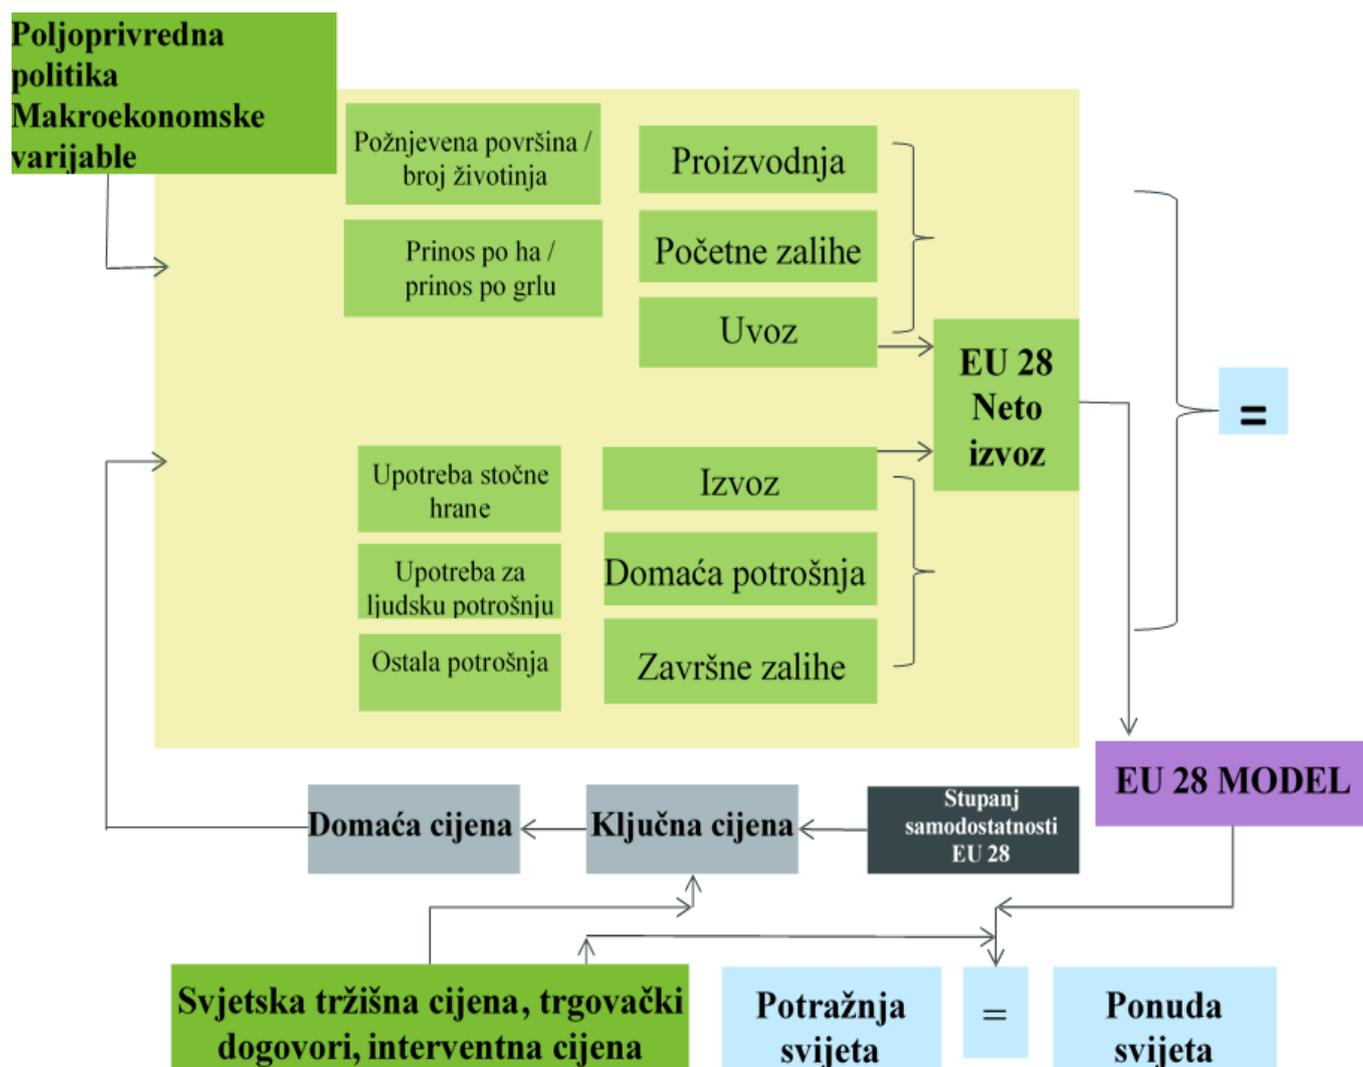 Poljoprivredna
politika
Makroekonomske
varijable
Požnjevena površina /
broj životinja
Prinos po ha /
prinos po grlu
Proizvodnja
Početne zalihe
Uvoz
EU 28
Neto
izvoz
=
Upotreba stočne
hrane
Upotreba za
ljudsku potrošnju
Ostala potrošnja
Izvoz
Domaća potrošnja
Završne zalihe
EU 28 MODEL
Domaća cijena
Ključna cijena
Stupanj
samodostatnosti
EU 28
Svjetska tržišna cijena, trgovački
dogovori, interventna cijena
Potražnja
svijeta
=
Ponuda
svijeta